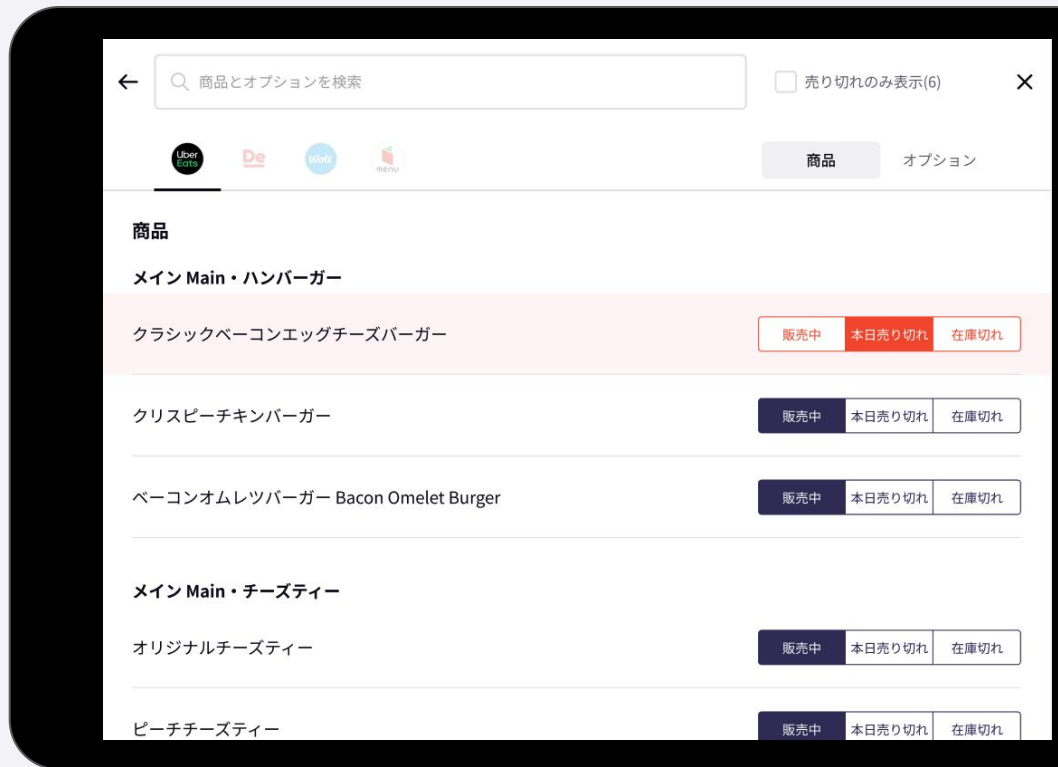 商品とオプションを検索
売り切れのみ表示(6)
Uber Eats
De
Wolt
menu
商品
オプション
商品
メイン Main・ハンバーガー
クラシックベーコンエッグチーズバーガー
販売中 本日売り切れ 在庫切れ
クリスピーチキンバーガー
販売中 本日売り切れ 在庫切れ
ベーコンオムレツバーガー Bacon Omelet Burger
販売中 本日売り切れ 在庫切れ
メイン Main・チーズティー
オリジナルチーズティー
販売中 本日売り切れ 在庫切れ
ピーチチーズティー
販売中 本日売り切れ 在庫切れ